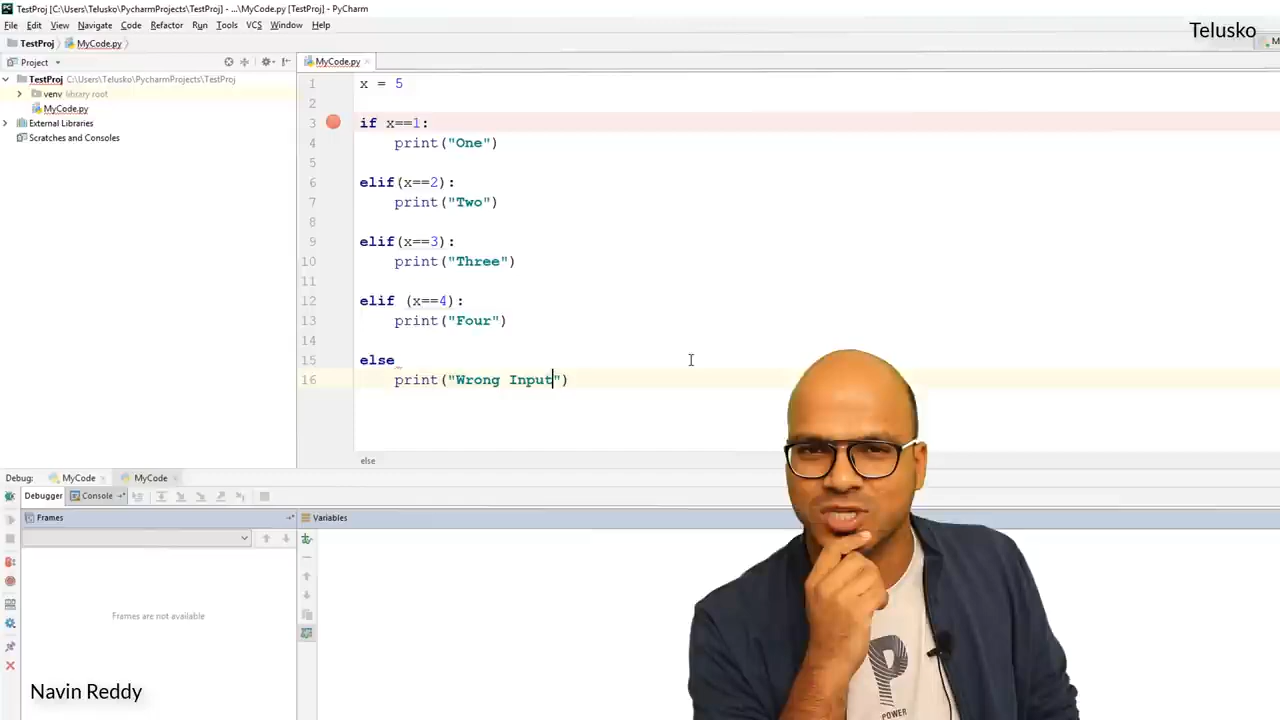 TestProj [C:\Users\Telusko\PycharmProjects\TestProj] - ...\MyCode.py [TestProj] - PyCharm
File Edit View Navigate Code Refactor Run Tools VCS Window Help
Telusko
TestProj MyCode.py
Project MyCode.py
TestProj C:\Users\Telusko\PycharmProjects\TestProj
venv library root
MyCode.py
External Libraries
Scratches and Consoles
1 x = 5
2
3 if x==1:
4 print("One")
5
6 elif(x==2):
7 print("Two")
8
9 elif(x==3):
10 print("Three")
11
12 elif (x==4):
13 print("Four")
14
15 else
16 print("Wrong Input")
else
Debug: MyCode MyCode
Debugger Console
Frames Variables
Frames are not available
P
POWER
Navin Reddy